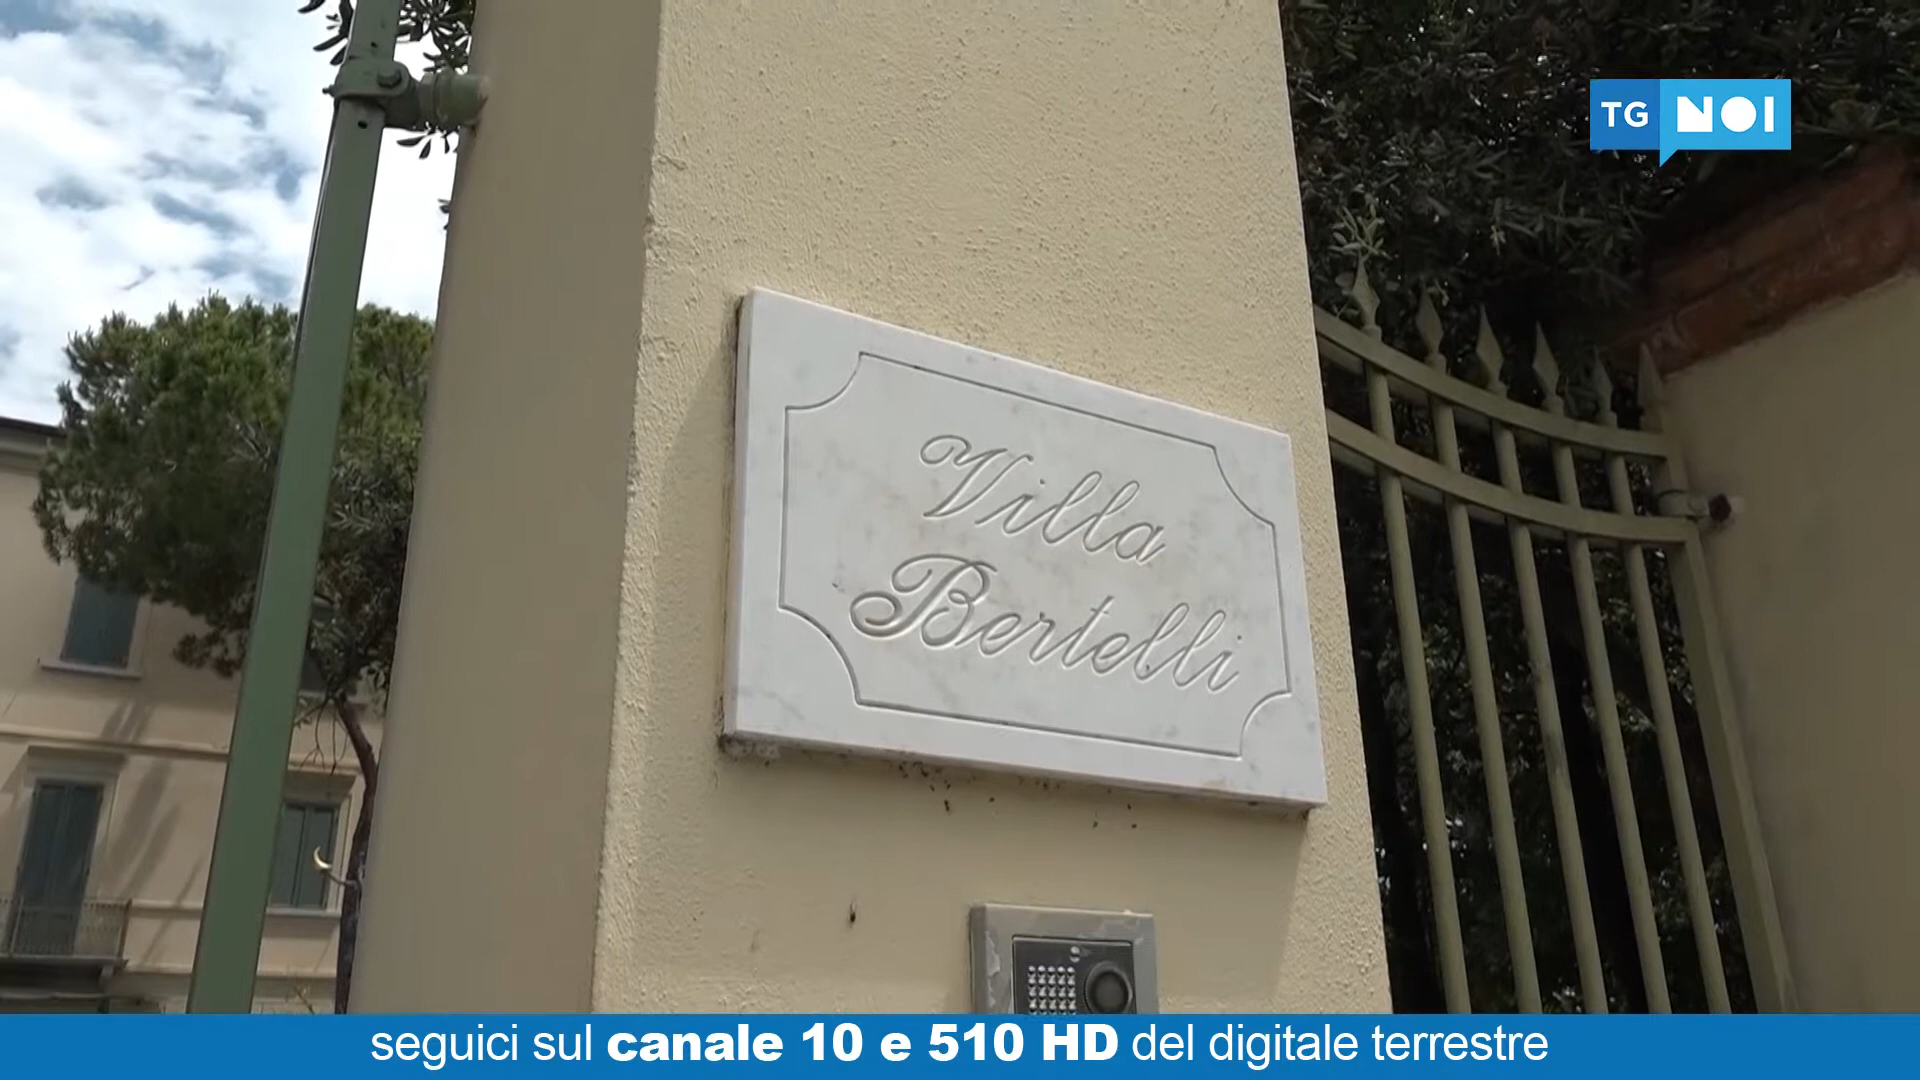 TG NOI
Villa
Bertelli
seguici sul canale 10 e 510 HD del digitale terrestre